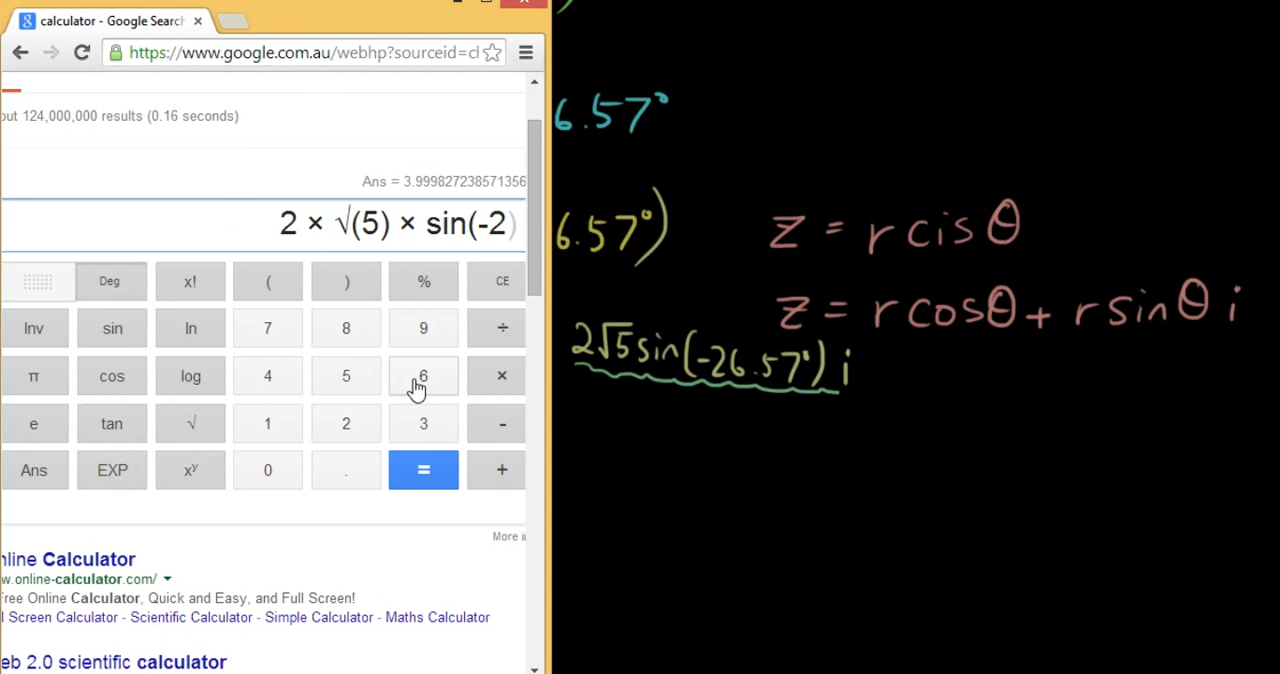 calculator - Google Search
https://www.google.com.au/webhp?sourceid=cl
out 124,000,000 results (0.16 seconds)
Ans = 3.999827238571356
2 × √(5) × sin(-2)
Deg x! ( ) % CE
Inv sin ln 7 8 9 ÷
π cos log 4 5 6 ×
e tan √ 1 2 3 -
Ans EXP xʸ 0 . = +
More in
nline Calculator
w.online-calculator.com/
Free Online Calculator, Quick and Easy, and Full Screen!
l Screen Calculator - Scientific Calculator - Simple Calculator - Maths Calculator
eb 2.0 scientific calculator
6.57°
6.57°)
2√5 sin(-26.57°) i
z = r cis θ
z = r cosθ + r sinθ i